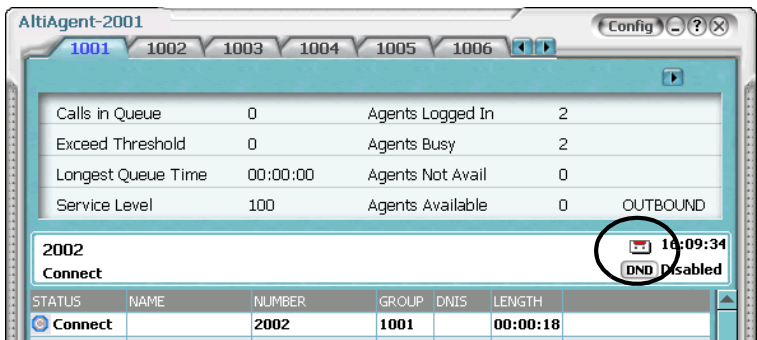 AltiAgent-2001 Config ?
1001 1002 1003 1004 1005 1006
Calls in Queue 0 Agents Logged In 2
Exceed Threshold 0 Agents Busy 2
Longest Queue Time 00:00:00 Agents Not Avail 0
Service Level 100 Agents Available 0 OUTBOUND
2002 16:09:34
Connect DND Disabled
STATUS NAME NUMBER GROUP DNIS LENGTH
Connect 2002 1001 00:00:18